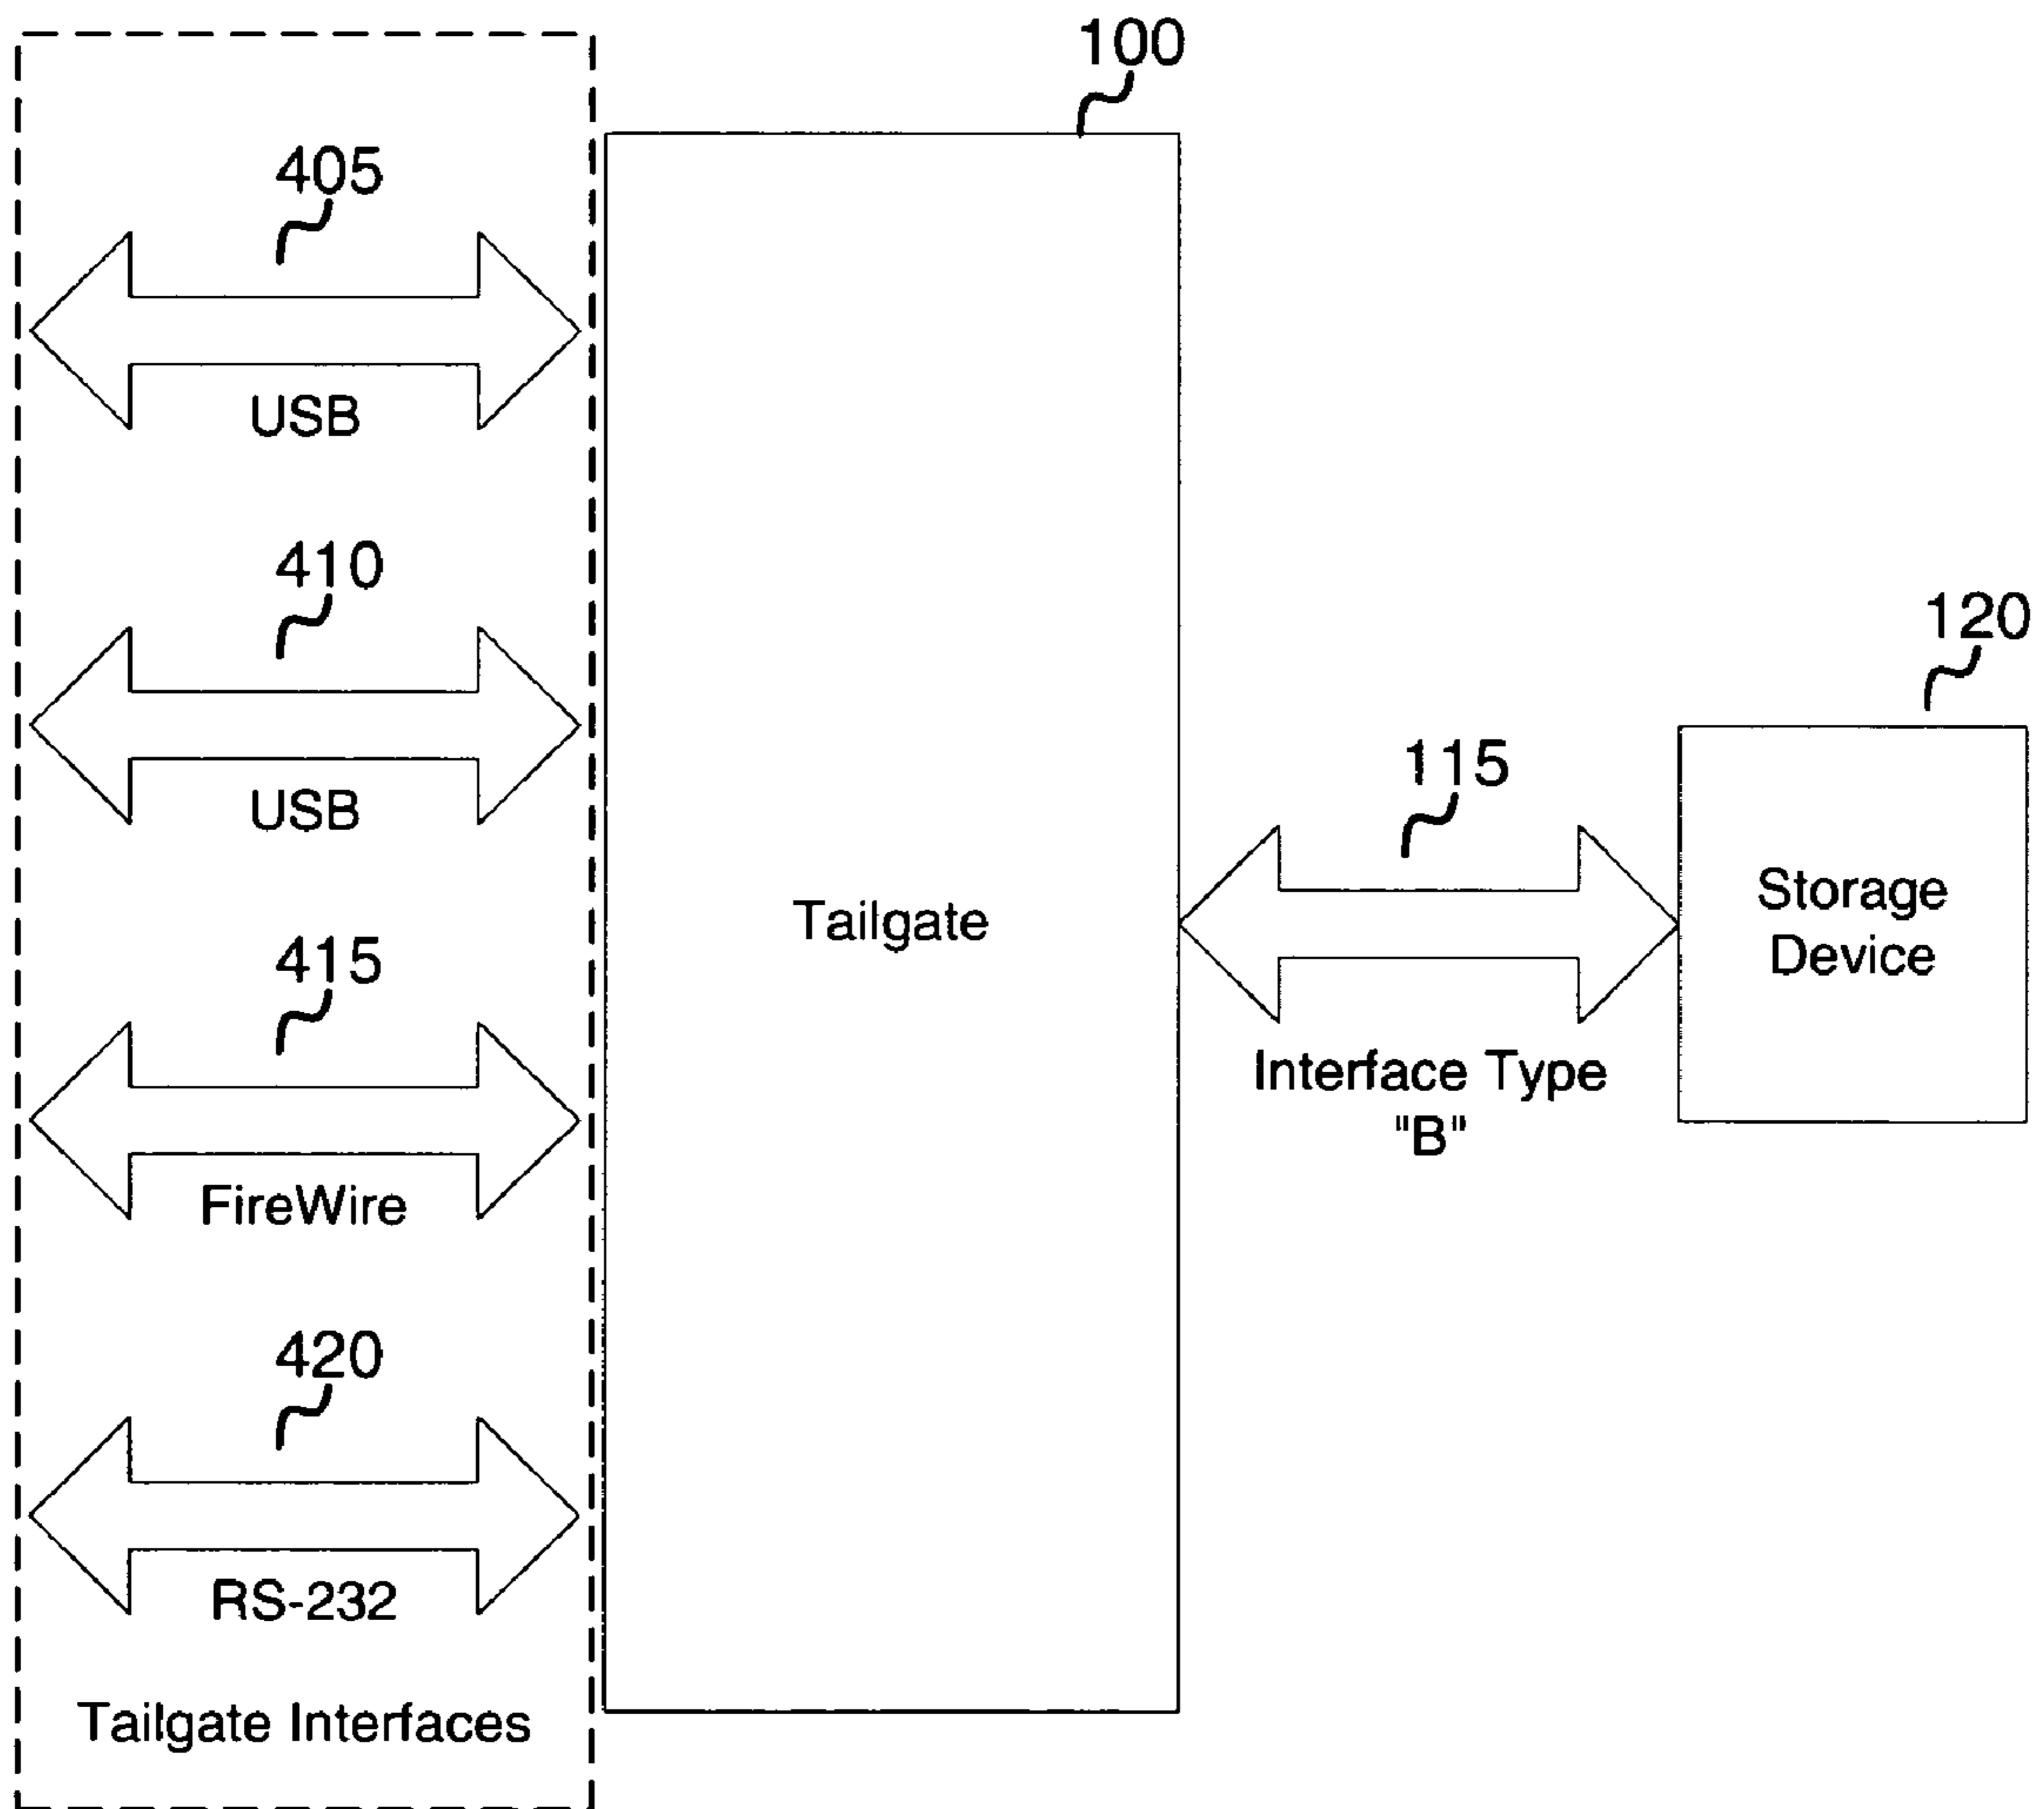 100
405
USB
410
USB
120
115
Storage
Device
Tailgate
415
Interface Type
"B"
FireWire
420
RS-232
Tailgate Interfaces